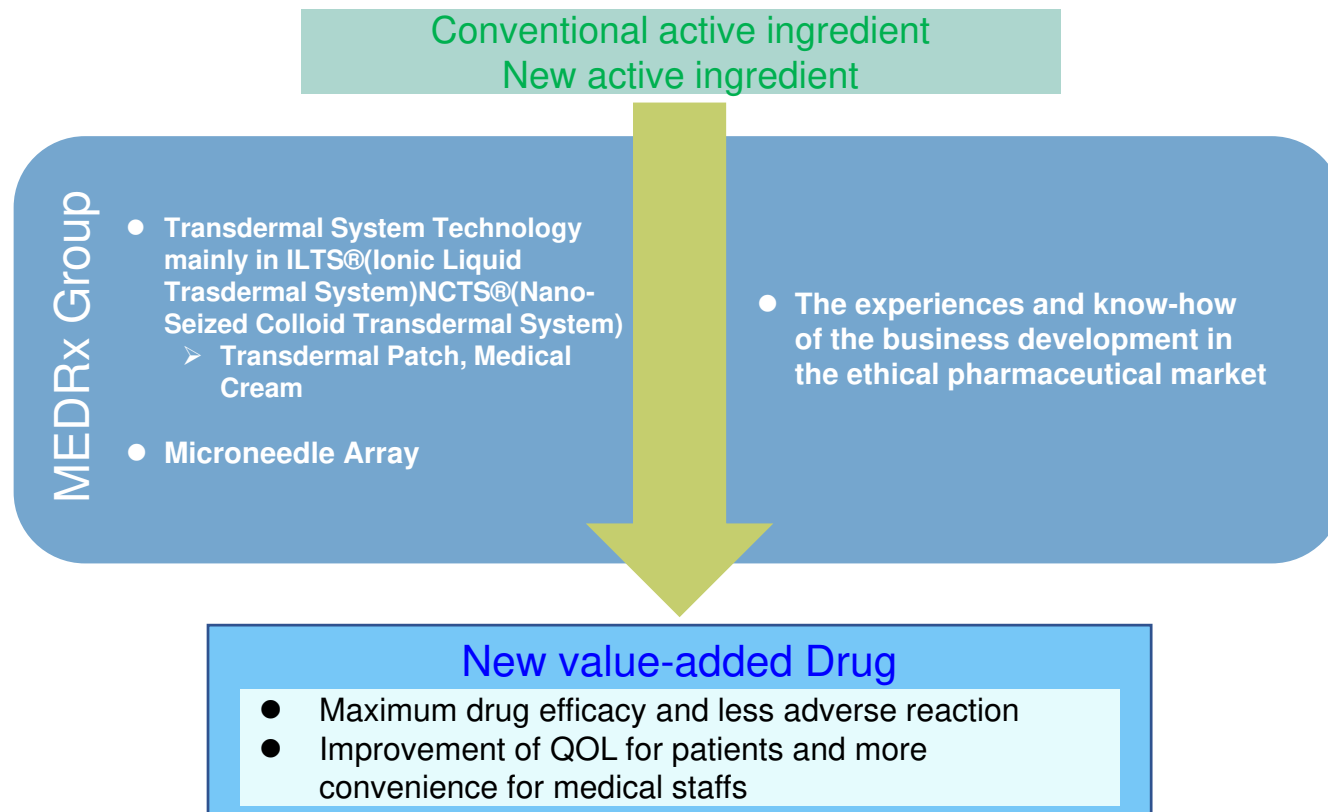 Conventional active ingredient
New active ingredient
MEDRx Group
● Transdermal System Technology
mainly in ILTS®(Ionic Liquid
Trasdermal System)NCTS®(Nano-
Seized Colloid Transdermal System)
➢ Transdermal Patch, Medical
Cream
● Microneedle Array
● The experiences and know-how
of the business development in
the ethical pharmaceutical market
New value-added Drug
● Maximum drug efficacy and less adverse reaction
● Improvement of QOL for patients and more
convenience for medical staffs